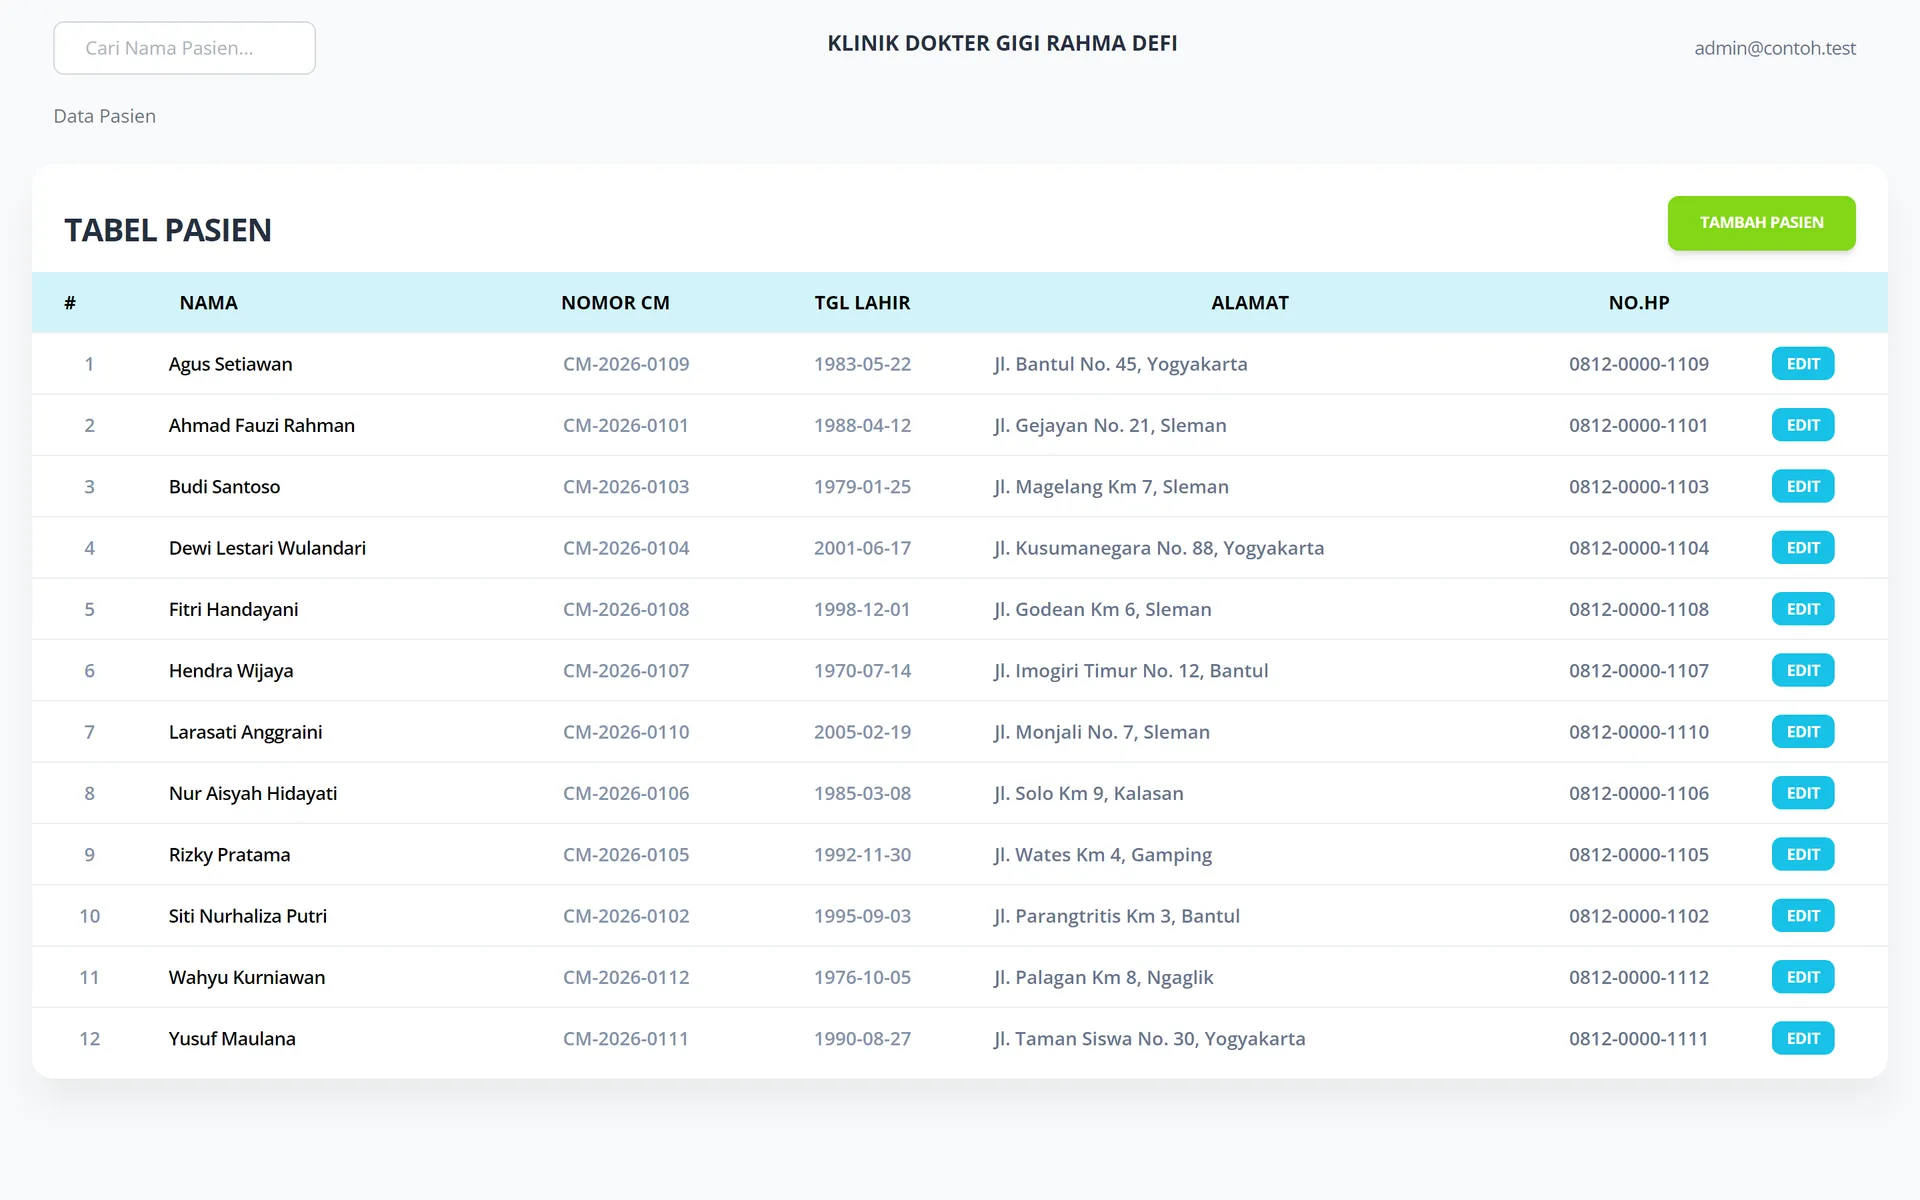 Cari Nama Pasien...
KLINIK DOKTER GIGI RAHMA DEFI
admin@contoh.test
Data Pasien
TABEL PASIEN
TAMBAH PASIEN
# NAMA NOMOR CM TGL LAHIR ALAMAT NO.HP
1 Agus Setiawan CM-2026-0109 1983-05-22 Jl. Bantul No. 45, Yogyakarta 0812-0000-1109 EDIT
2 Ahmad Fauzi Rahman CM-2026-0101 1988-04-12 Jl. Gejayan No. 21, Sleman 0812-0000-1101 EDIT
3 Budi Santoso CM-2026-0103 1979-01-25 Jl. Magelang Km 7, Sleman 0812-0000-1103 EDIT
4 Dewi Lestari Wulandari CM-2026-0104 2001-06-17 Jl. Kusumanegara No. 88, Yogyakarta 0812-0000-1104 EDIT
5 Fitri Handayani CM-2026-0108 1998-12-01 Jl. Godean Km 6, Sleman 0812-0000-1108 EDIT
6 Hendra Wijaya CM-2026-0107 1970-07-14 Jl. Imogiri Timur No. 12, Bantul 0812-0000-1107 EDIT
7 Larasati Anggraini CM-2026-0110 2005-02-19 Jl. Monjali No. 7, Sleman 0812-0000-1110 EDIT
8 Nur Aisyah Hidayati CM-2026-0106 1985-03-08 Jl. Solo Km 9, Kalasan 0812-0000-1106 EDIT
9 Rizky Pratama CM-2026-0105 1992-11-30 Jl. Wates Km 4, Gamping 0812-0000-1105 EDIT
10 Siti Nurhaliza Putri CM-2026-0102 1995-09-03 Jl. Parangtritis Km 3, Bantul 0812-0000-1102 EDIT
11 Wahyu Kurniawan CM-2026-0112 1976-10-05 Jl. Palagan Km 8, Ngaglik 0812-0000-1112 EDIT
12 Yusuf Maulana CM-2026-0111 1990-08-27 Jl. Taman Siswa No. 30, Yogyakarta 0812-0000-1111 EDIT